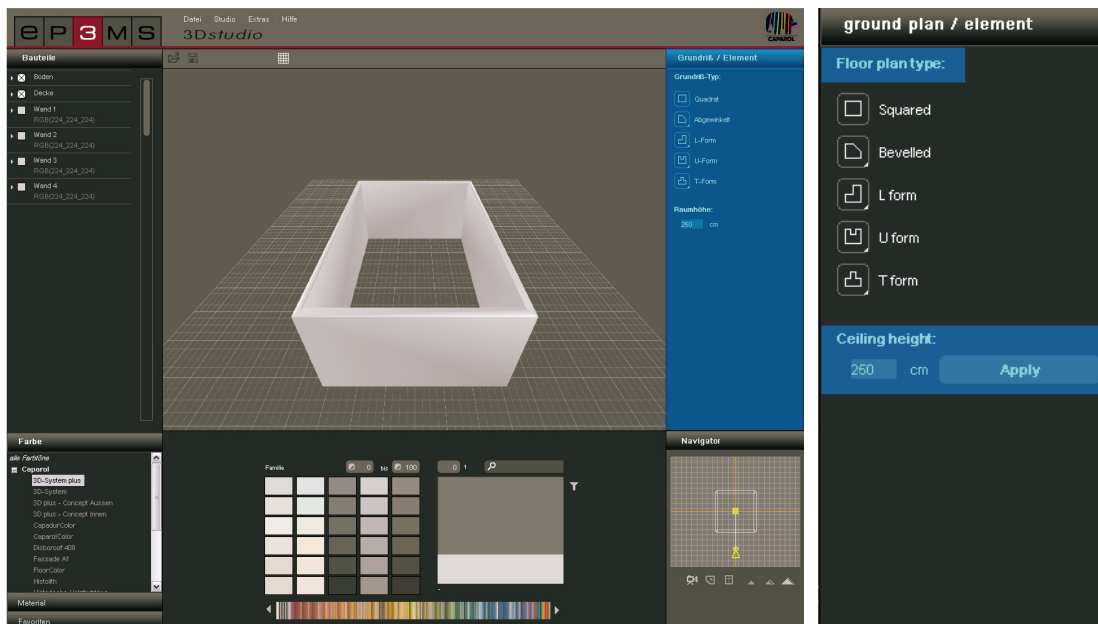 eP3MS
Datei Studio Extras Hilfe
3Dstudio
CAPAROL
Bauteile
Boden
Decke
Wand 1
RGB(224_224_224)
Wand 2
RGB(224_224_224)
Wand 3
RGB(224_224_224)
Wand 4
RGB(224_224_224)
Grundriß / Element
Grundriß-Typ:
Quadrat
Abgewinkelt
L-Form
U-Form
T-Form
Raumhöhe:
250 cm
Farbe
alle Farbtöne
Caparol
3D-System plus
3D-System
3D plus - Concept Aussen
3D plus - Concept Innen
CapadurColor
CaparolColor
Disboroof 408
Fassade A1
FloorColor
Histolith
Material
Favoriten
Familie 0 bis 100
0 1
Navigator
ground plan / element
Floor plan type:
Squared
Bevelled
L form
U form
T form
Ceiling height:
250 cm Apply